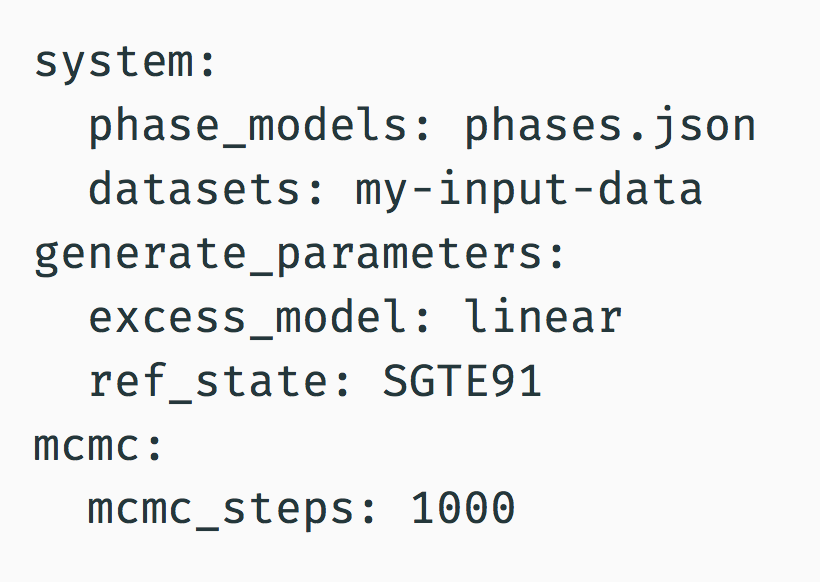 system:
  phase_models: phases.json
  datasets: my-input-data
generate_parameters:
  excess_model: linear
  ref_state: SGTE91
mcmc:
  mcmc_steps: 1000